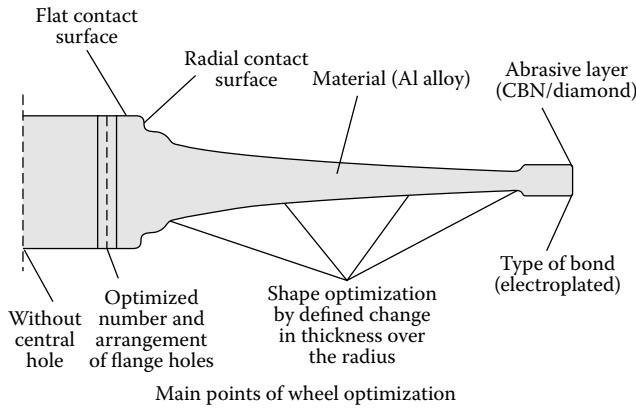 Flat contact
surface
Radial contact
surface
Material (Al alloy)
Abrasive layer
(CBN/diamond)
Without
central
hole
Optimized
number and
arrangement
of flange holes
Shape optimization
by defined change
in thickness over
the radius
Type of bond
(electroplated)
Main points of wheel optimization